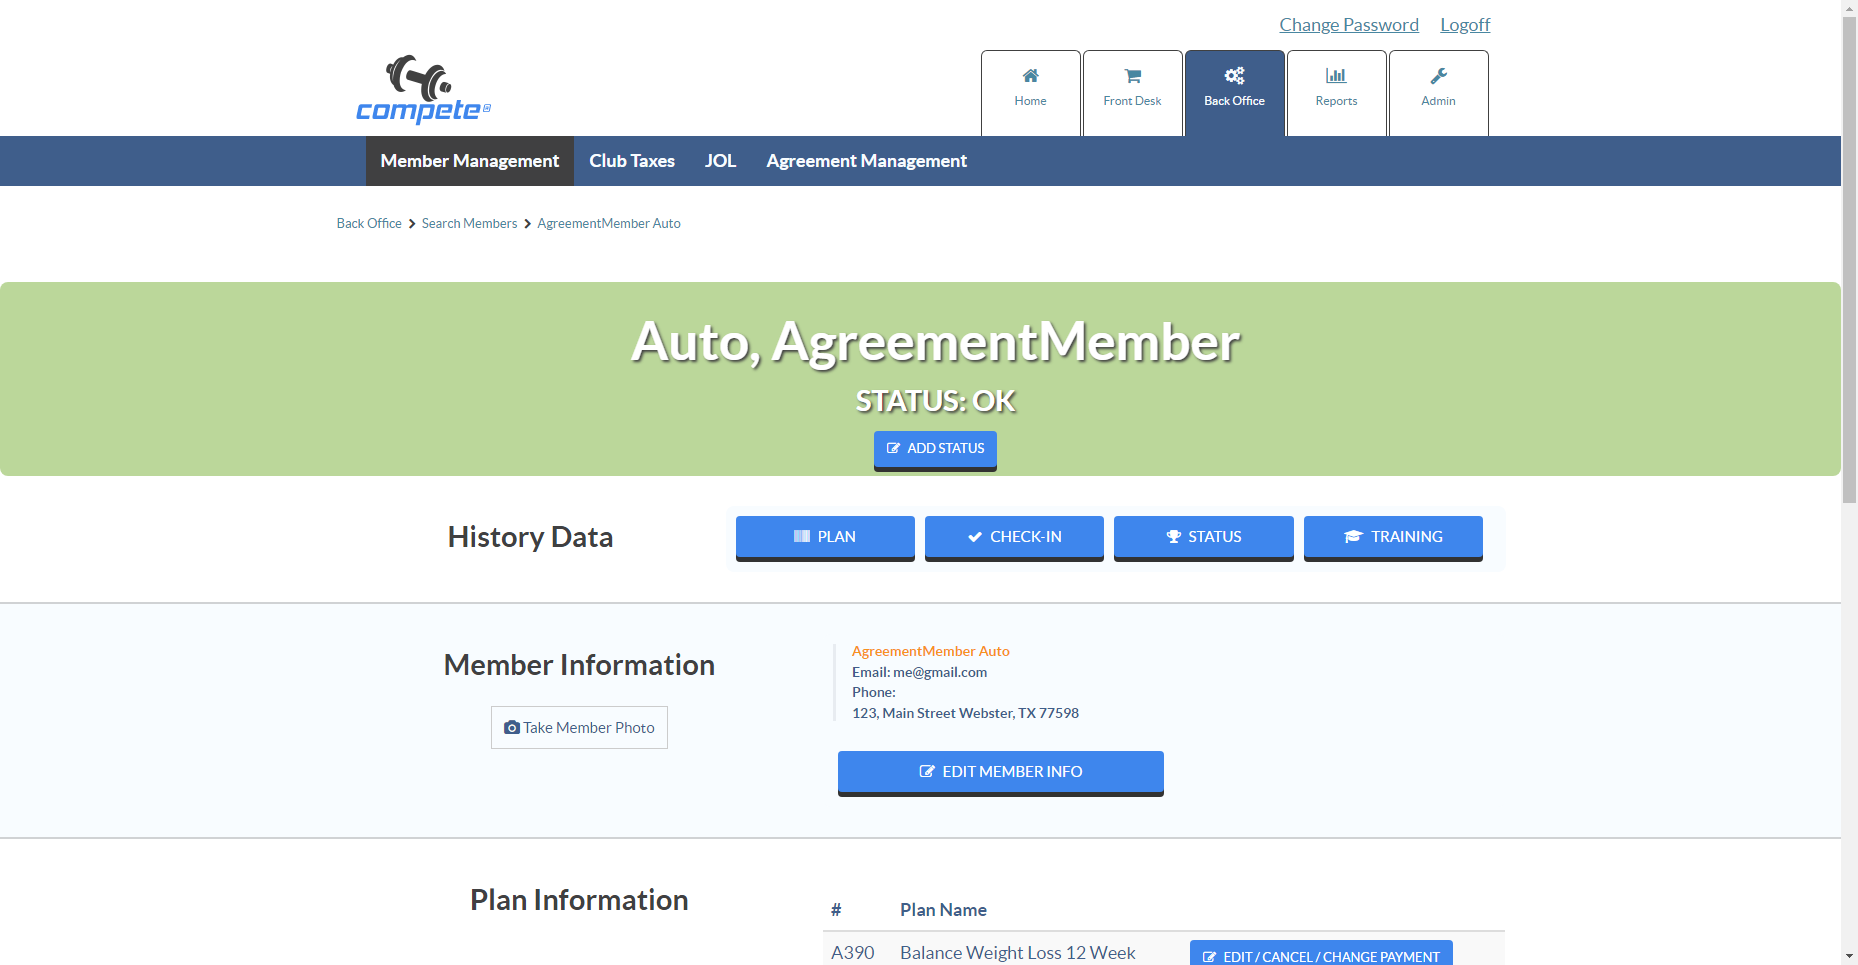 Change Password Logoff
compete
Home Front Desk Back Office Reports Admin
Member Management Club Taxes JOL Agreement Management
Back Office Search Members AgreementMember Auto
Auto, AgreementMember
STATUS: OK
ADD STATUS
History Data PLAN CHECK-IN STATUS TRAINING
Member Information
Take Member Photo
AgreementMember Auto
Email: me@gmail.com
Phone:
123, Main Street Webster, TX 77598
EDIT MEMBER INFO
Plan Information
# Plan Name
A390 Balance Weight Loss 12 Week EDIT / CANCEL / CHANGE PAYMENT